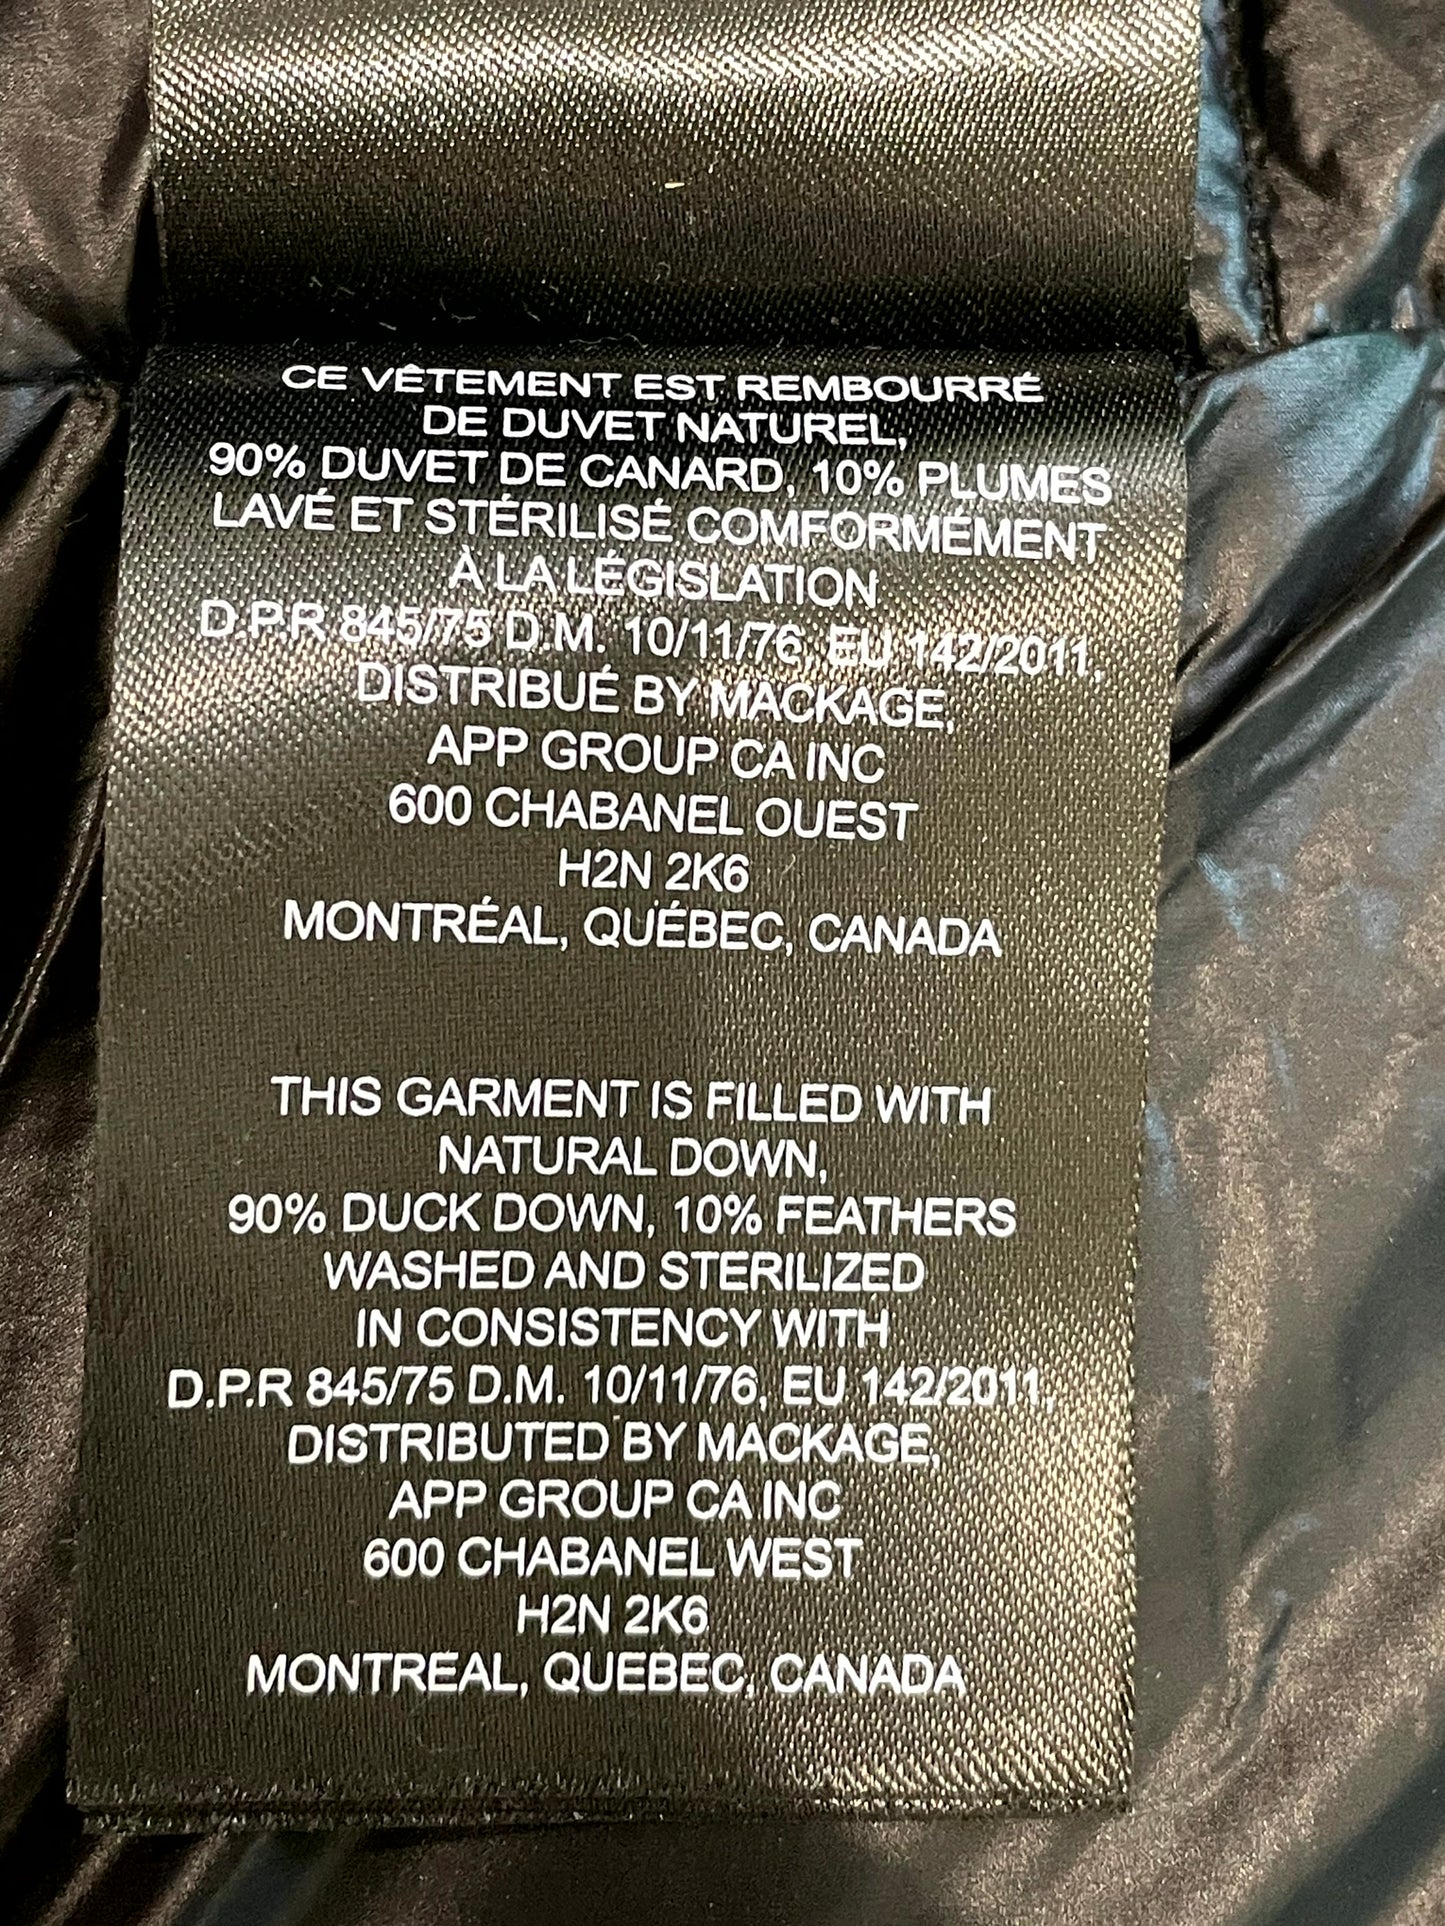 CE VÊTEMENT EST REMBOURRÉ
DE DUVET NATUREL,
90% DUVET DE CANARD, 10% PLUMES
LAVÉ ET STÉRILISÉ COMFORMÉMENT
À LA LÉGISLATION
D.P.R 845/75 D.M. 10/11/76, EU 142/2011,
DISTRIBUÉ BY MACKAGE,
APP GROUP CA INC
600 CHABANEL OUEST
H2N 2K6
MONTRÉAL, QUÉBEC, CANADA
THIS GARMENT IS FILLED WITH
NATURAL DOWN,
90% DUCK DOWN, 10% FEATHERS
WASHED AND STERILIZED
IN CONSISTENCY WITH
D.P.R 845/75 D.M. 10/11/76, EU 142/2011,
DISTRIBUTED BY MACKAGE,
APP GROUP CA INC
600 CHABANEL WEST
H2N 2K6
MONTREAL, QUEBEC, CANADA